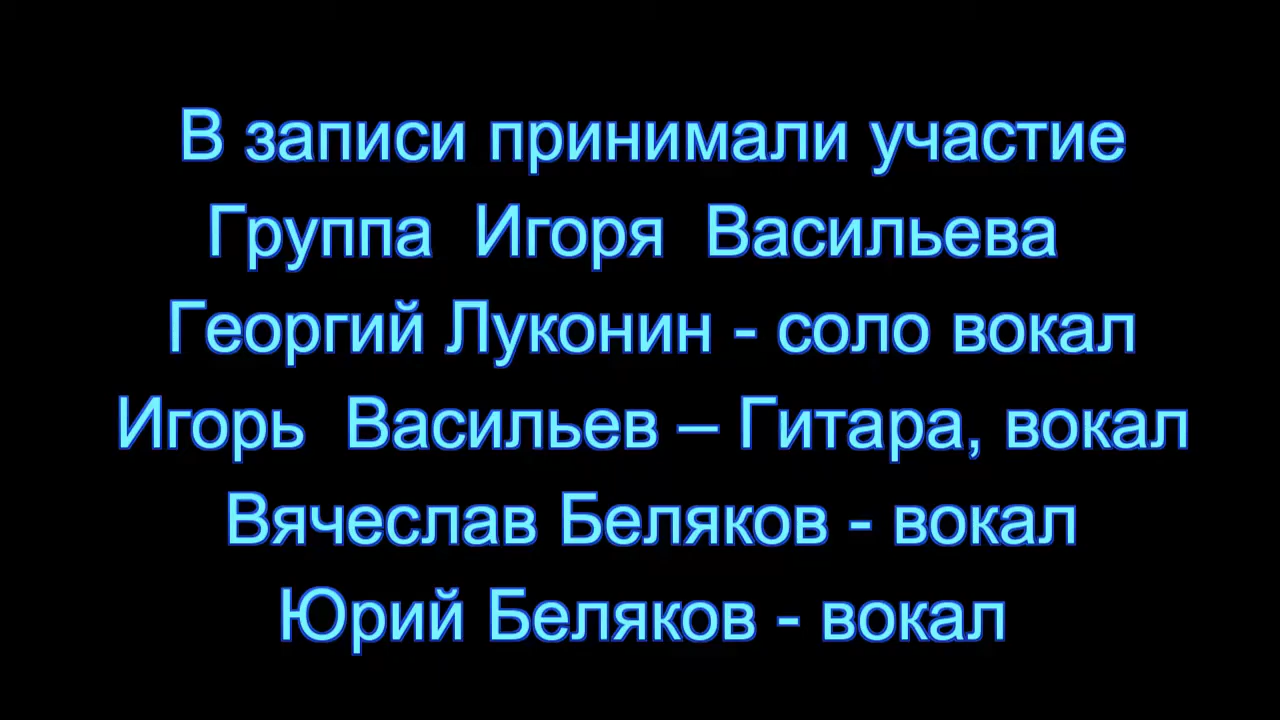 В записи принимали участие
Группа Игоря Васильева
Георгий Луконин - соло вокал
Игорь Васильев – Гитара, вокал
Вячеслав Беляков - вокал
Юрий Беляков - вокал